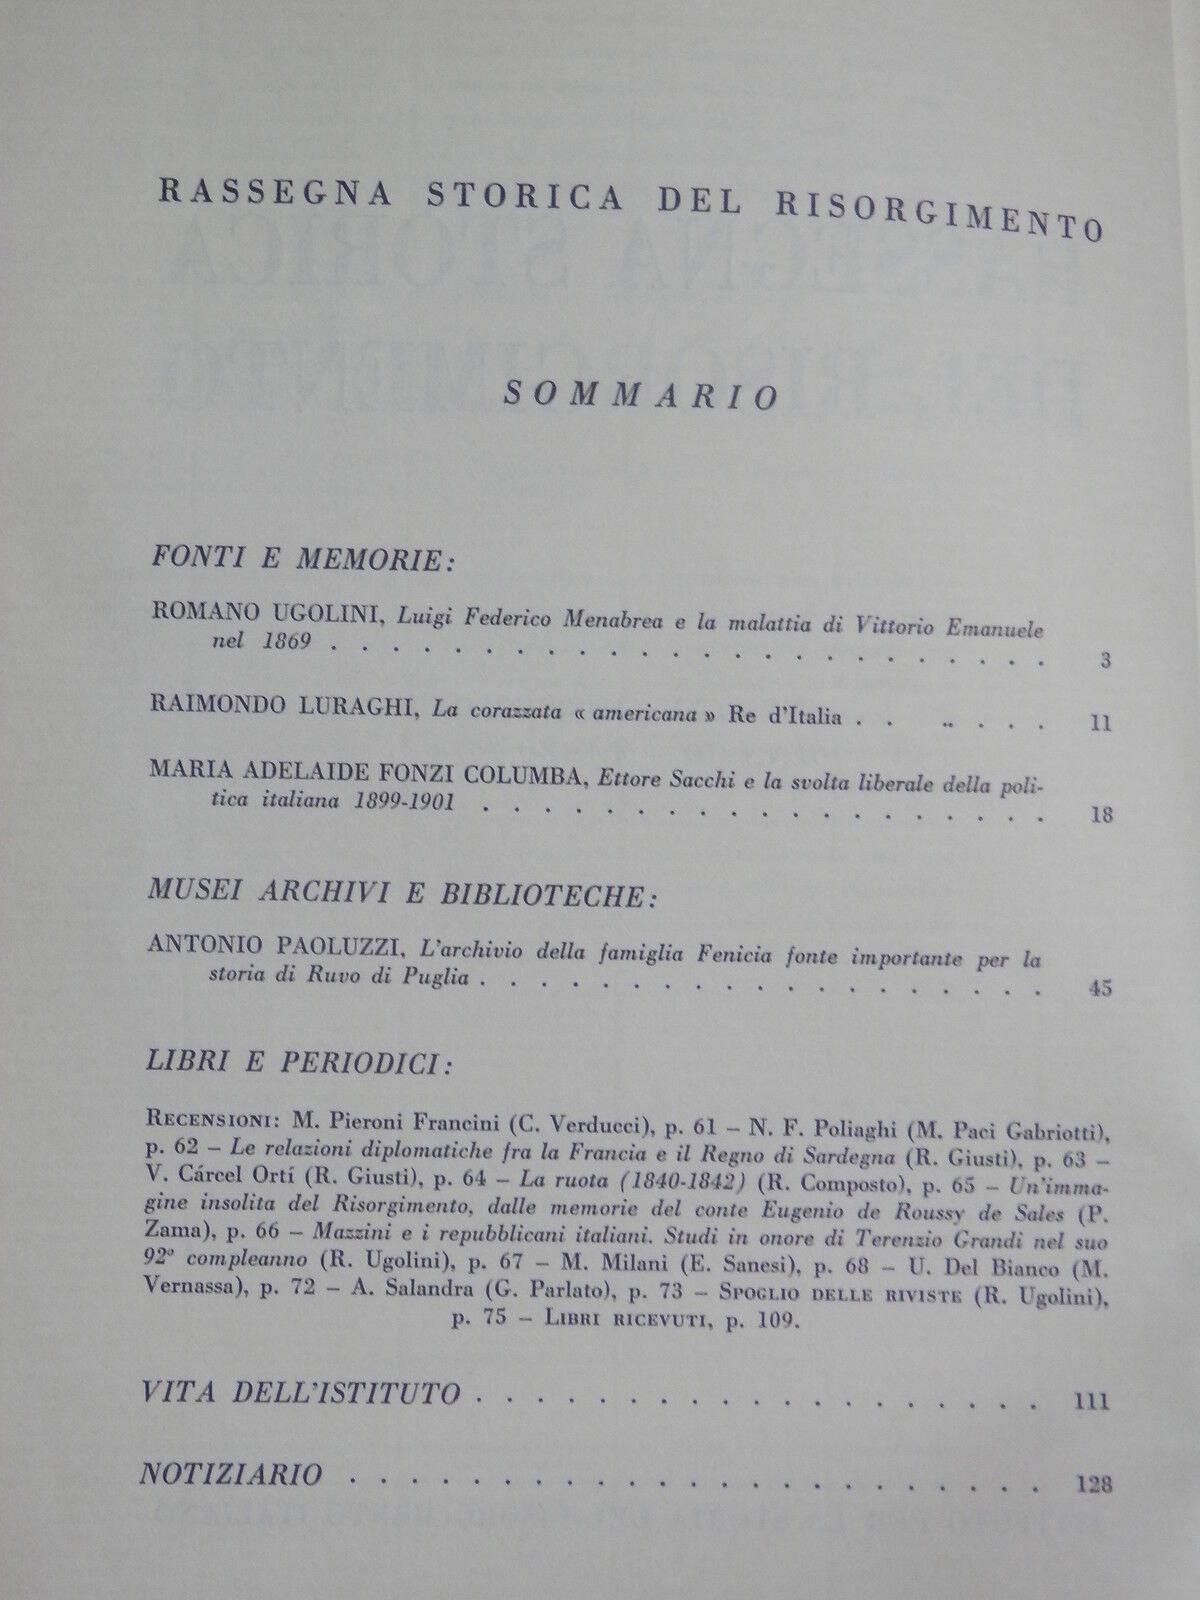 RASSEGNA STORICA DEL RISORGIMENTO
SOMMARIO
FONTI E MEMORIE:
ROMANO UGOLINI, Luigi Federico Menabrea e la malattia di Vittorio Emanuele
nel 1869 . . . . . . . . . . . . . . . . . . . . . . . . 3
RAIMONDO LURAGHI, La corazzata « americana » Re d'Italia . . .. . . . 11
MARIA ADELAIDE FONZI COLUMBA, Ettore Sacchi e la svolta liberale della poli-
tica italiana 1899-1901 . . . . . . . . . . . . . . . . . . . 18
MUSEI ARCHIVI E BIBLIOTECHE:
ANTONIO PAOLUZZI, L'archivio della famiglia Fenicia fonte importante per la
storia di Ruvo di Puglia . . . . . . . . . . . . . . . . . . . 45
LIBRI E PERIODICI:
RECENSIONI: M. Pieroni Francini (C. Verducci), p. 61 – N. F. Poliaghi (M. Paci Gabriotti),
p. 62 – Le relazioni diplomatiche fra la Francia e il Regno di Sardegna (R. Giusti), p. 63 –
V. Cárcel Ortí (R. Giusti), p. 64 – La ruota (1840-1842) (R. Composto), p. 65 – Un'imma-
gine insolita del Risorgimento, dalle memorie del conte Eugenio de Roussy de Sales (P.
Zama), p. 66 – Mazzini e i repubblicani italiani. Studi in onore di Terenzio Grandi nel suo
92º compleanno (R. Ugolini), p. 67 – M. Milani (E. Sanesi), p. 68 – U. Del Bianco (M.
Vernassa), p. 72 – A. Salandra (G. Parlato), p. 73 – SPOGLIO DELLE RIVISTE (R. Ugolini),
p. 75 – LIBRI RICEVUTI, p. 109.
VITA DELL'ISTITUTO . . . . . . . . . . . . . . . . . . . 111
NOTIZIARIO . . . . . . . . . . . . . . . . . . . . . . . 128